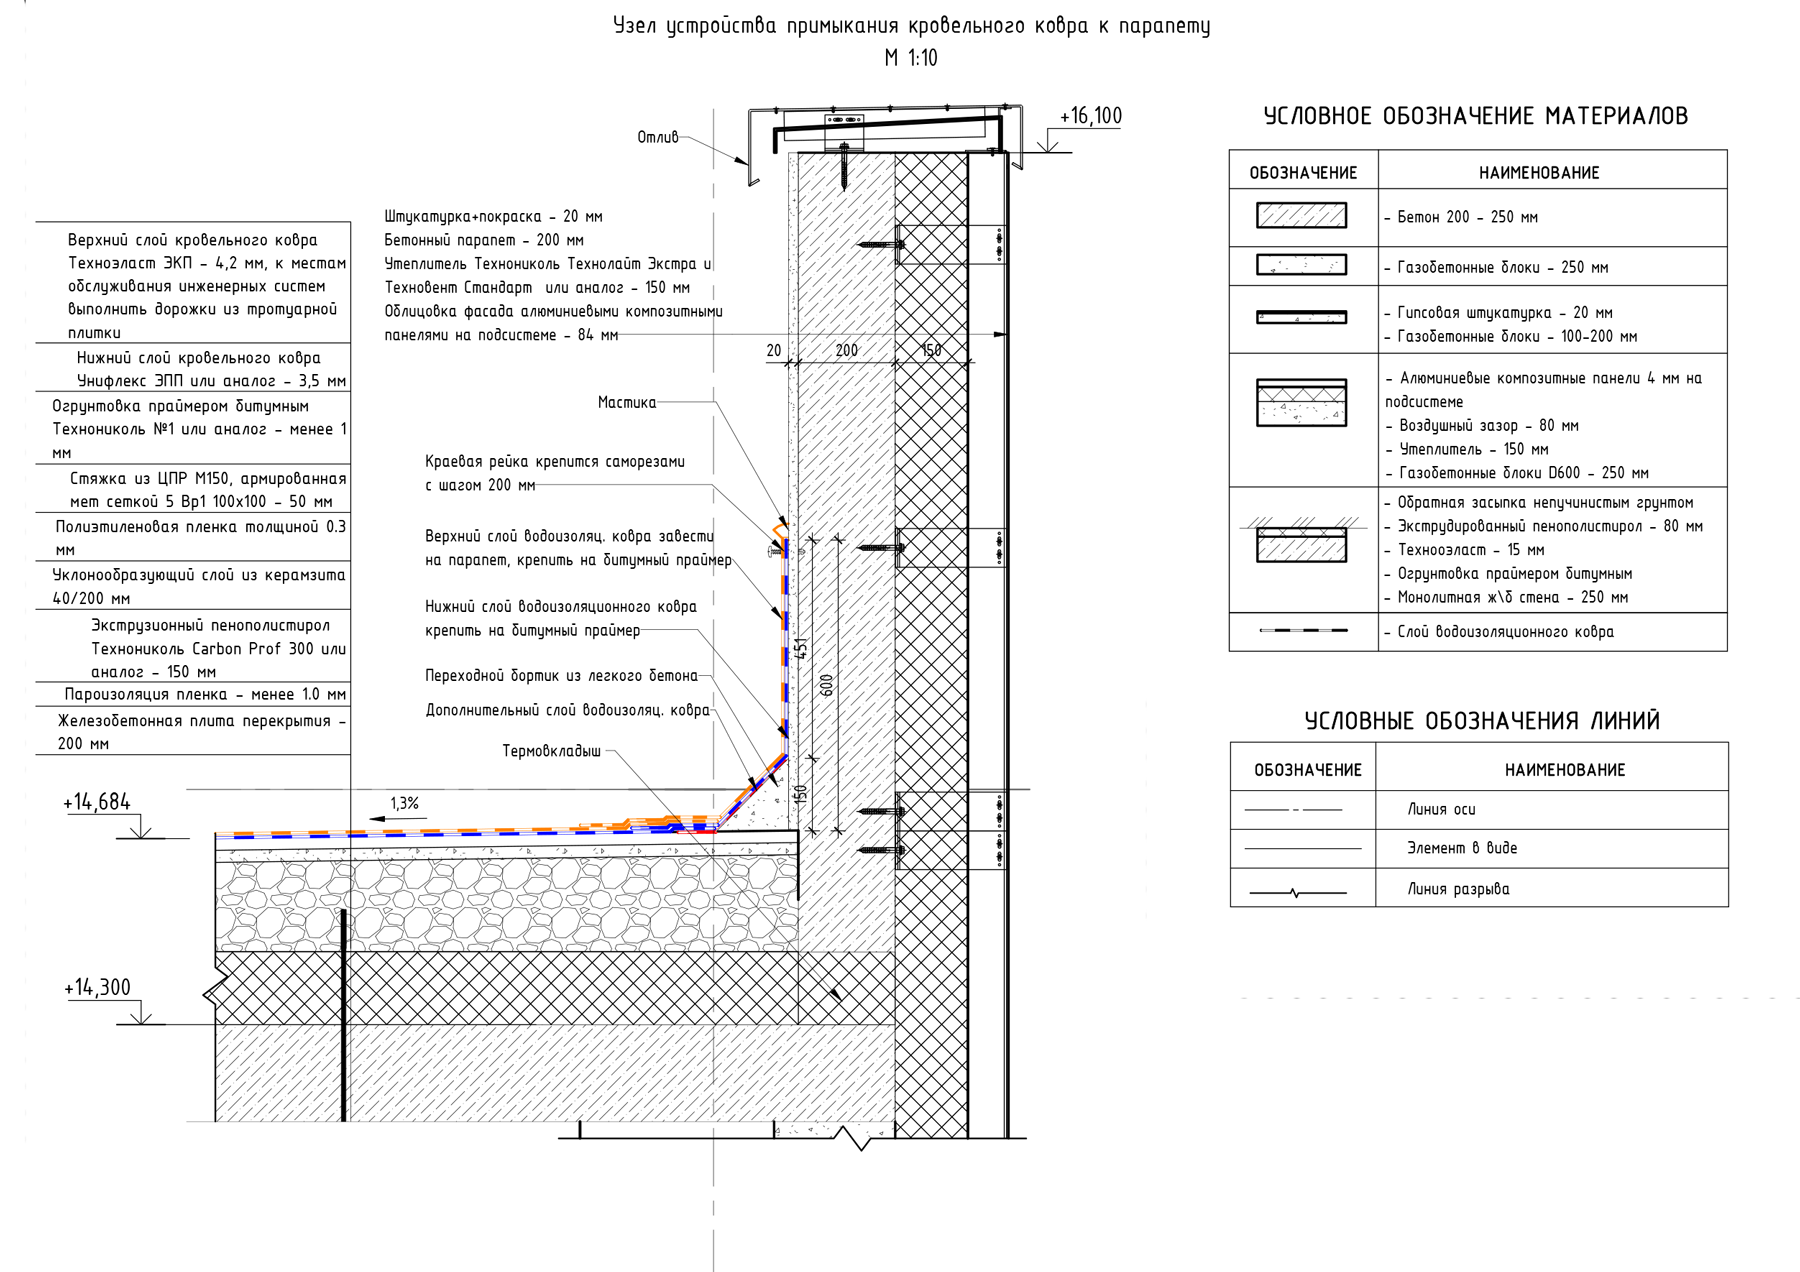 Узел устройства примыкания кровельного ковра к парапету
М 1:10
Отлив
+16,100
Верхний слой кровельного ковра
Техноэласт ЭКП - 4,2 мм, к местам
обслуживания инженерных систем
выполнить дорожки из тротуарной
плитки
Нижний слой кровельного ковра
Унифлекс ЭПП или аналог - 3,5 мм
Огрунтовка праймером битумным
Технониколь №1 или аналог - менее 1
мм
Стяжка из ЦПР М150, армированная
мет сеткой 5 Вр1 100х100 - 50 мм
Полиэтиленовая пленка толщиной 0.3
мм
Уклонообразующий слой из керамзита
40/200 мм
Экструзионный пенополистирол
Технониколь Carbon Prof 300 или
аналог - 150 мм
Пароизоляция пленка - менее 1.0 мм
Железобетонная плита перекрытия -
200 мм
Штукатурка+покраска - 20 мм
Бетонный парапет - 200 мм
Утеплитель Технониколь Технолайт Экстра и
Техновент Стандарт или аналог - 150 мм
Облицовка фасада алюминиевыми композитными
панелями на подсистеме - 84 мм
20
200
150
Мастика
Краевая рейка крепится саморезами
с шагом 200 мм
Верхний слой водоизоляц. ковра завести
на парапет, крепить на битумный праймер
Нижний слой водоизоляционного ковра
крепить на битумный праймер
Переходной бортик из легкого бетона
Дополнительный слой водоизоляц. ковра
Термовкладыш
451
600
150
1,3%
+14,684
+14,300
УСЛОВНОЕ ОБОЗНАЧЕНИЕ МАТЕРИАЛОВ
ОБОЗНАЧЕНИЕ
НАИМЕНОВАНИЕ
- Бетон 200 - 250 мм
- Газобетонные блоки - 250 мм
- Гипсовая штукатурка - 20 мм
- Газобетонные блоки - 100-200 мм
- Алюминиевые композитные панели 4 мм на
подсистеме
- Воздушный зазор - 80 мм
- Утеплитель - 150 мм
- Газобетонные блоки D600 - 250 мм
- Обратная засыпка непучинистым грунтом
- Экструдированный пенополистирол - 80 мм
- Технооэласт - 15 мм
- Огрунтовка праймером битумным
- Монолитная ж\б стена - 250 мм
- Слой водоизоляционного ковра
УСЛОВНЫЕ ОБОЗНАЧЕНИЯ ЛИНИЙ
ОБОЗНАЧЕНИЕ
НАИМЕНОВАНИЕ
Линия оси
Элемент в виде
Линия разрыва